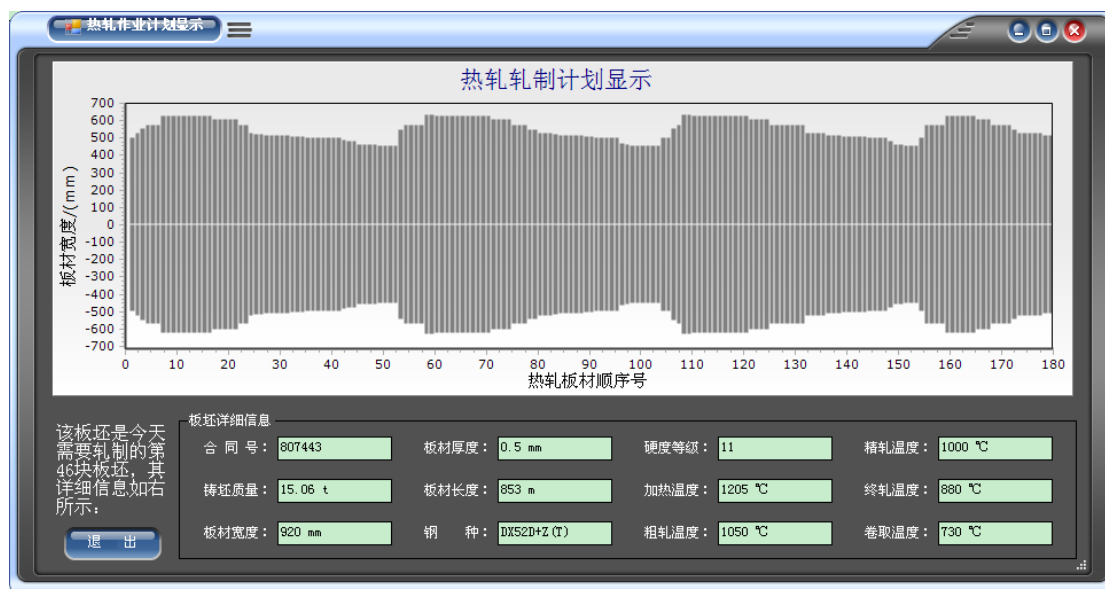 热轧作业计划显示
热轧轧制计划显示
板材宽度/(mm)
700
600
500
400
300
200
100
0
-100
-200
-300
-400
-500
-600
-700
0 10 20 30 40 50 60 70 80 90 100 110 120 130 140 150 160 170 180
热轧板材顺序号
该板坯是今天
需要轧制的第
46块板坯，其
详细信息如右
所示：
退 出
板坯详细信息
合 同 号： 807443 板材厚度： 0.5 mm 硬度等级： 11 精轧温度： 1000 ℃
铸坯质量： 15.06 t 板材长度： 853 m 加热温度： 1205 ℃ 终轧温度： 880 ℃
板材宽度： 920 mm 钢 种： DX52D+Z(T) 粗轧温度： 1050 ℃ 卷取温度： 730 ℃